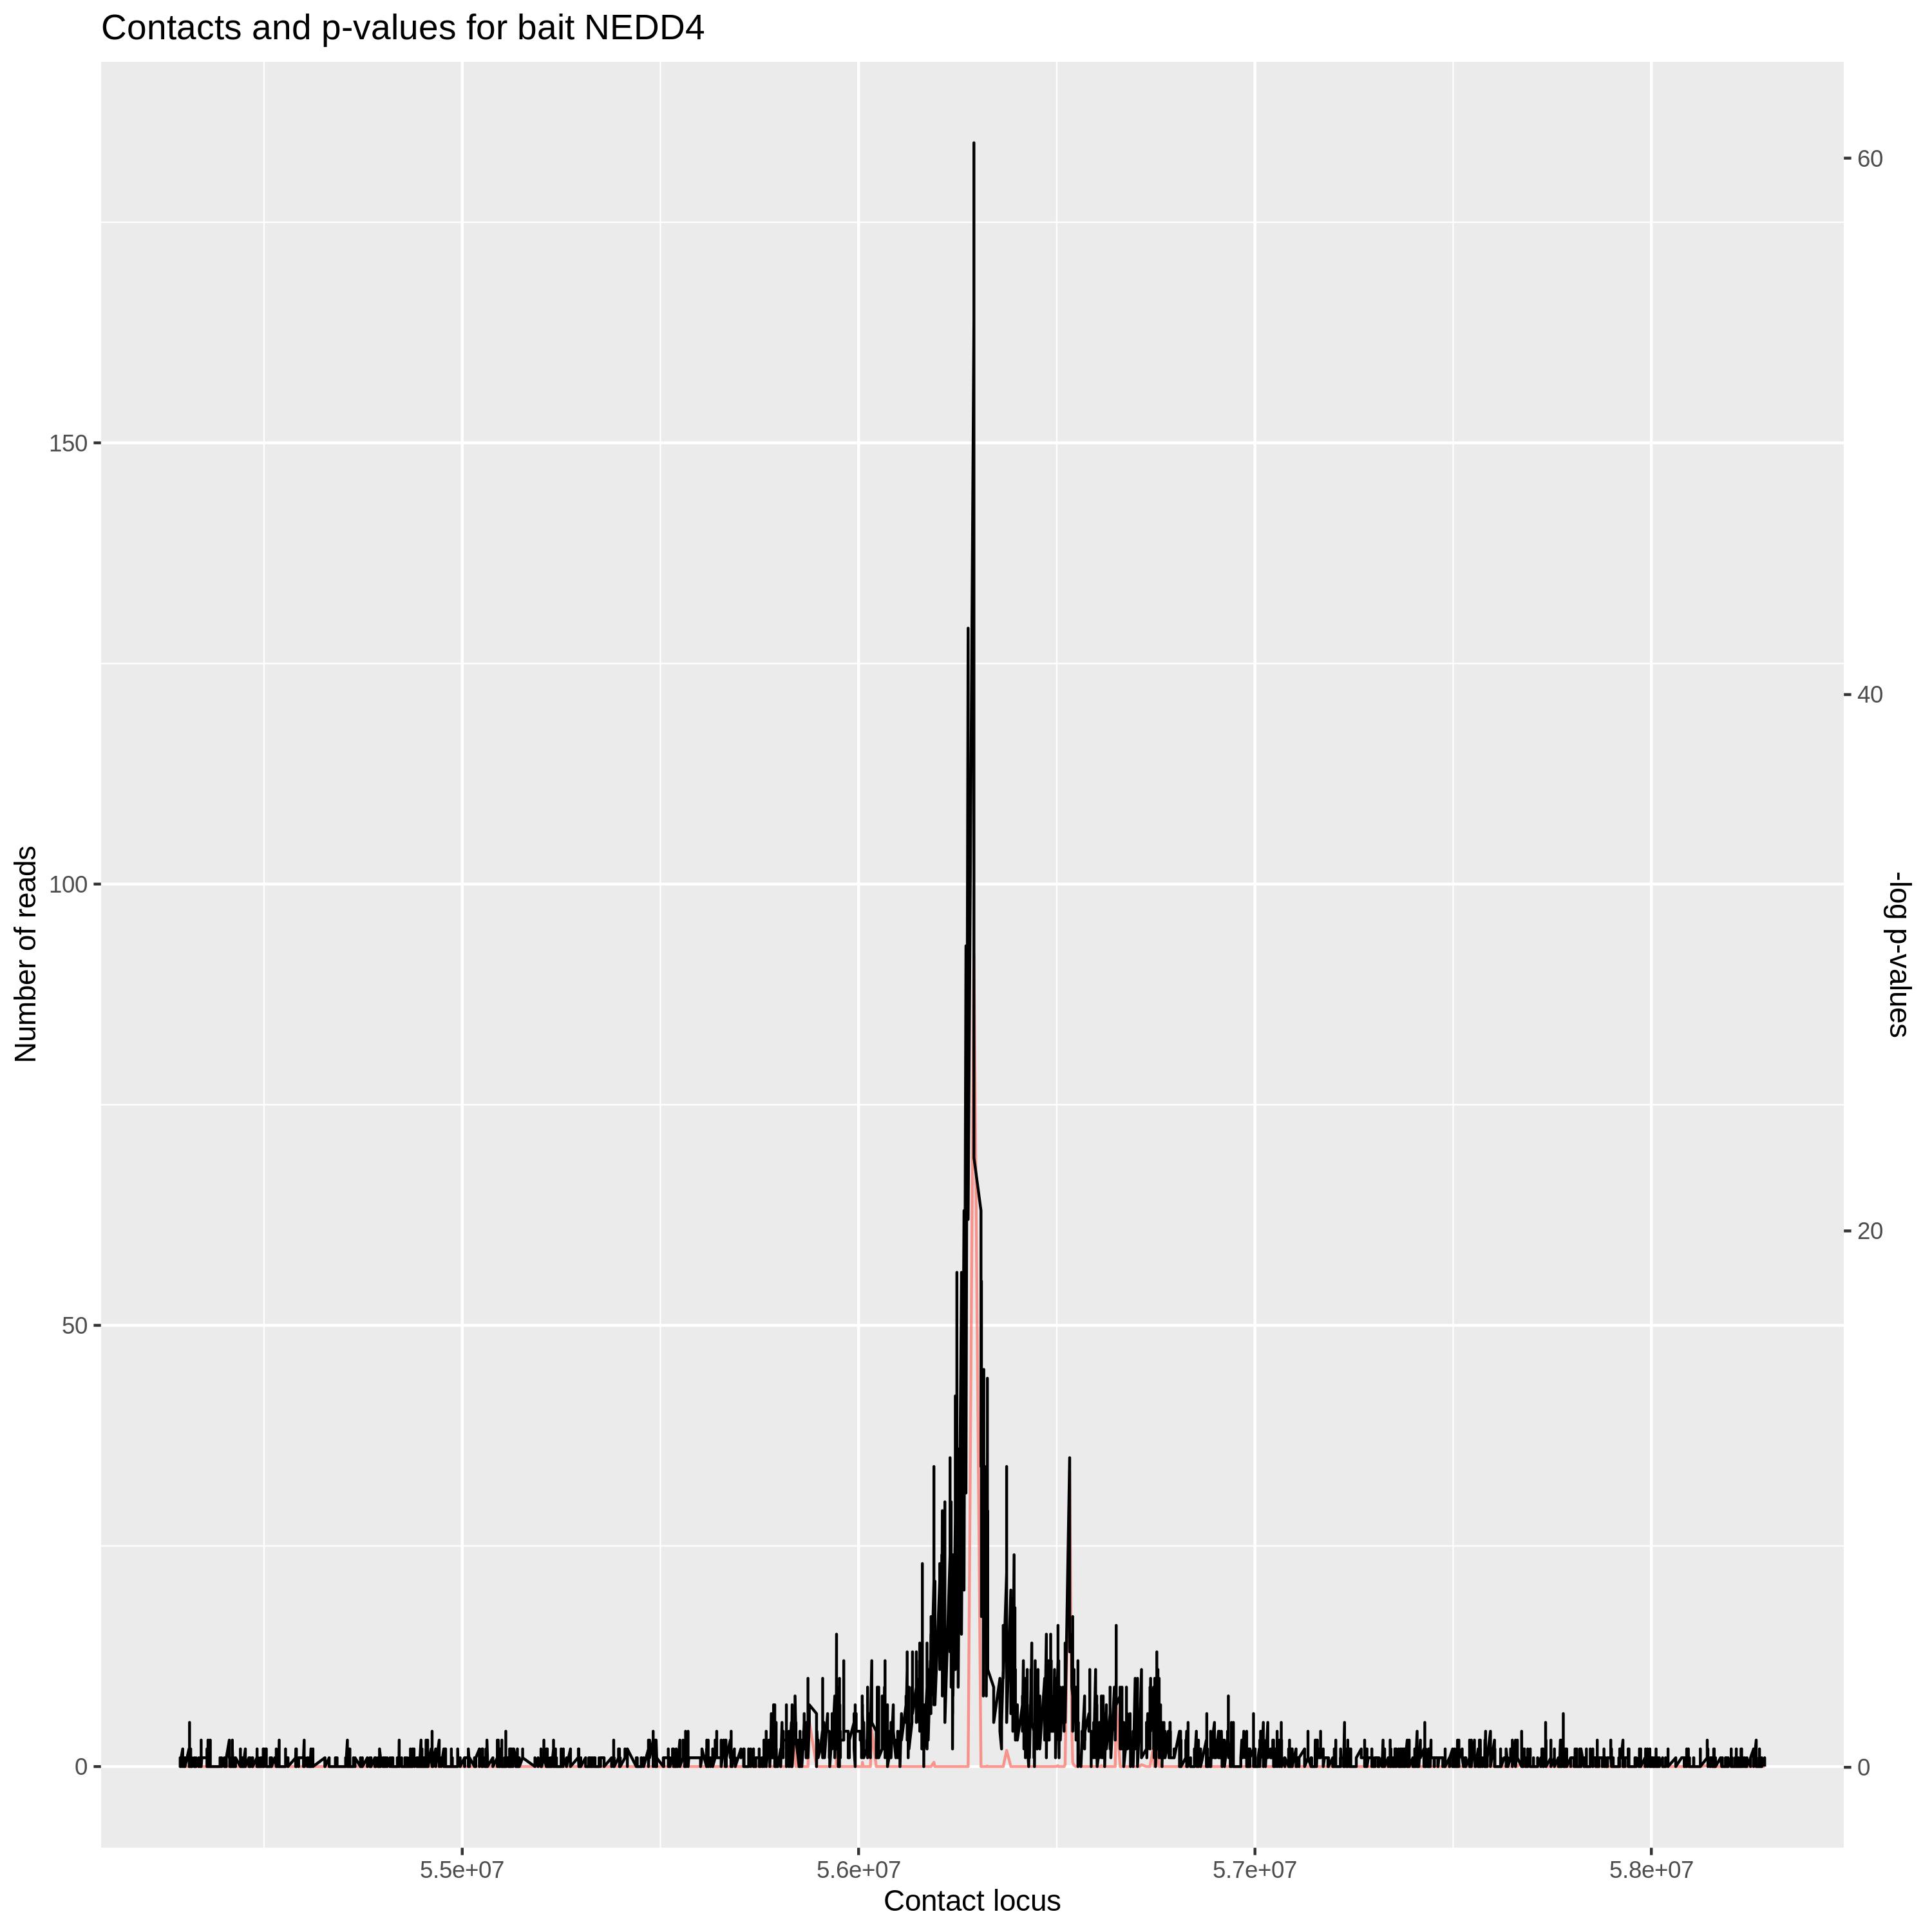 Contacts and p-values for bait NEDD4
Number of reads
150
100
50
0
60
40
20
0
-log p-values
5.5e+07
5.6e+07
5.7e+07
5.8e+07
Contact locus